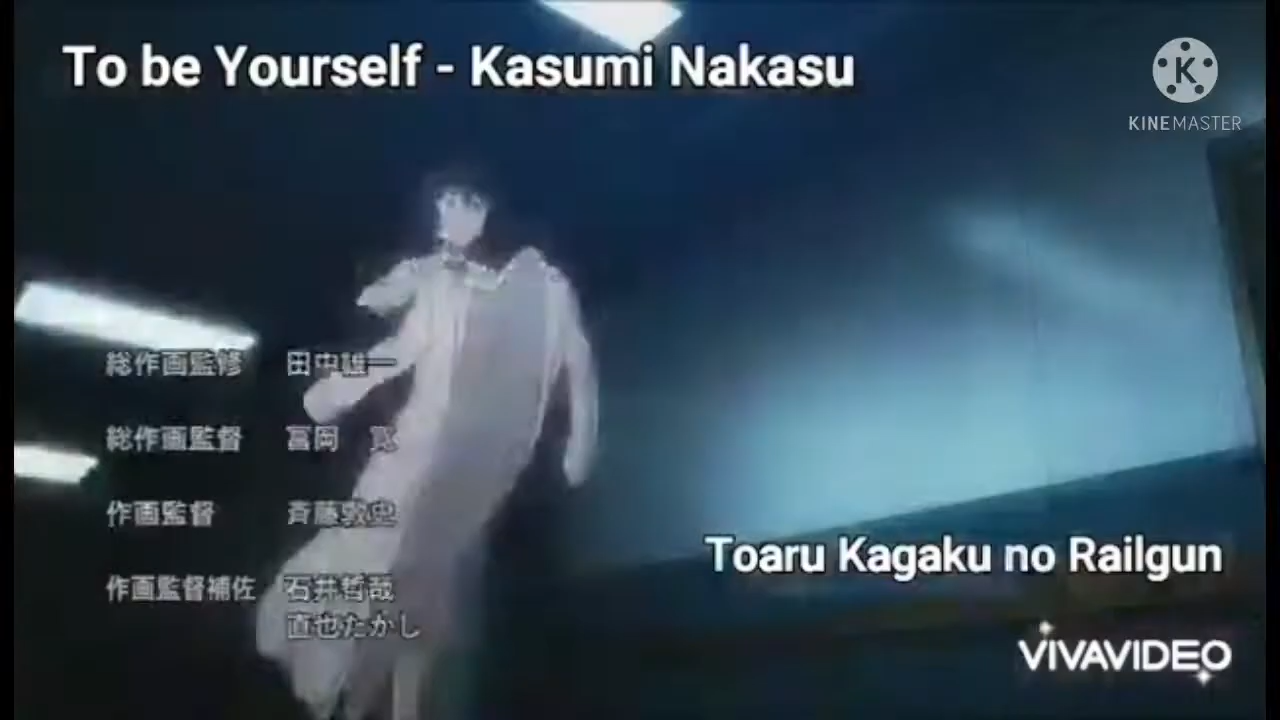 To be Yourself - Kasumi Nakasu
K
KINEMASTER
総作画監修 田中雄一
総作画監督 冨岡 寛
作画監督 斉藤敦史
作画監督補佐 石井哲哉
直也たかし
Toaru Kagaku no Railgun
VIVAVIDEO